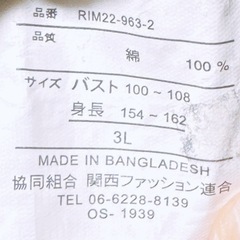 品番 RIM22-963-2
品質
綿 100 %
サイズ バスト 100 ~ 108
身長 154 ~ 162
3L
MADE IN BANGLADESH
協同組合 関西ファッション連合
TEL 06-6228-8139
OS- 1939